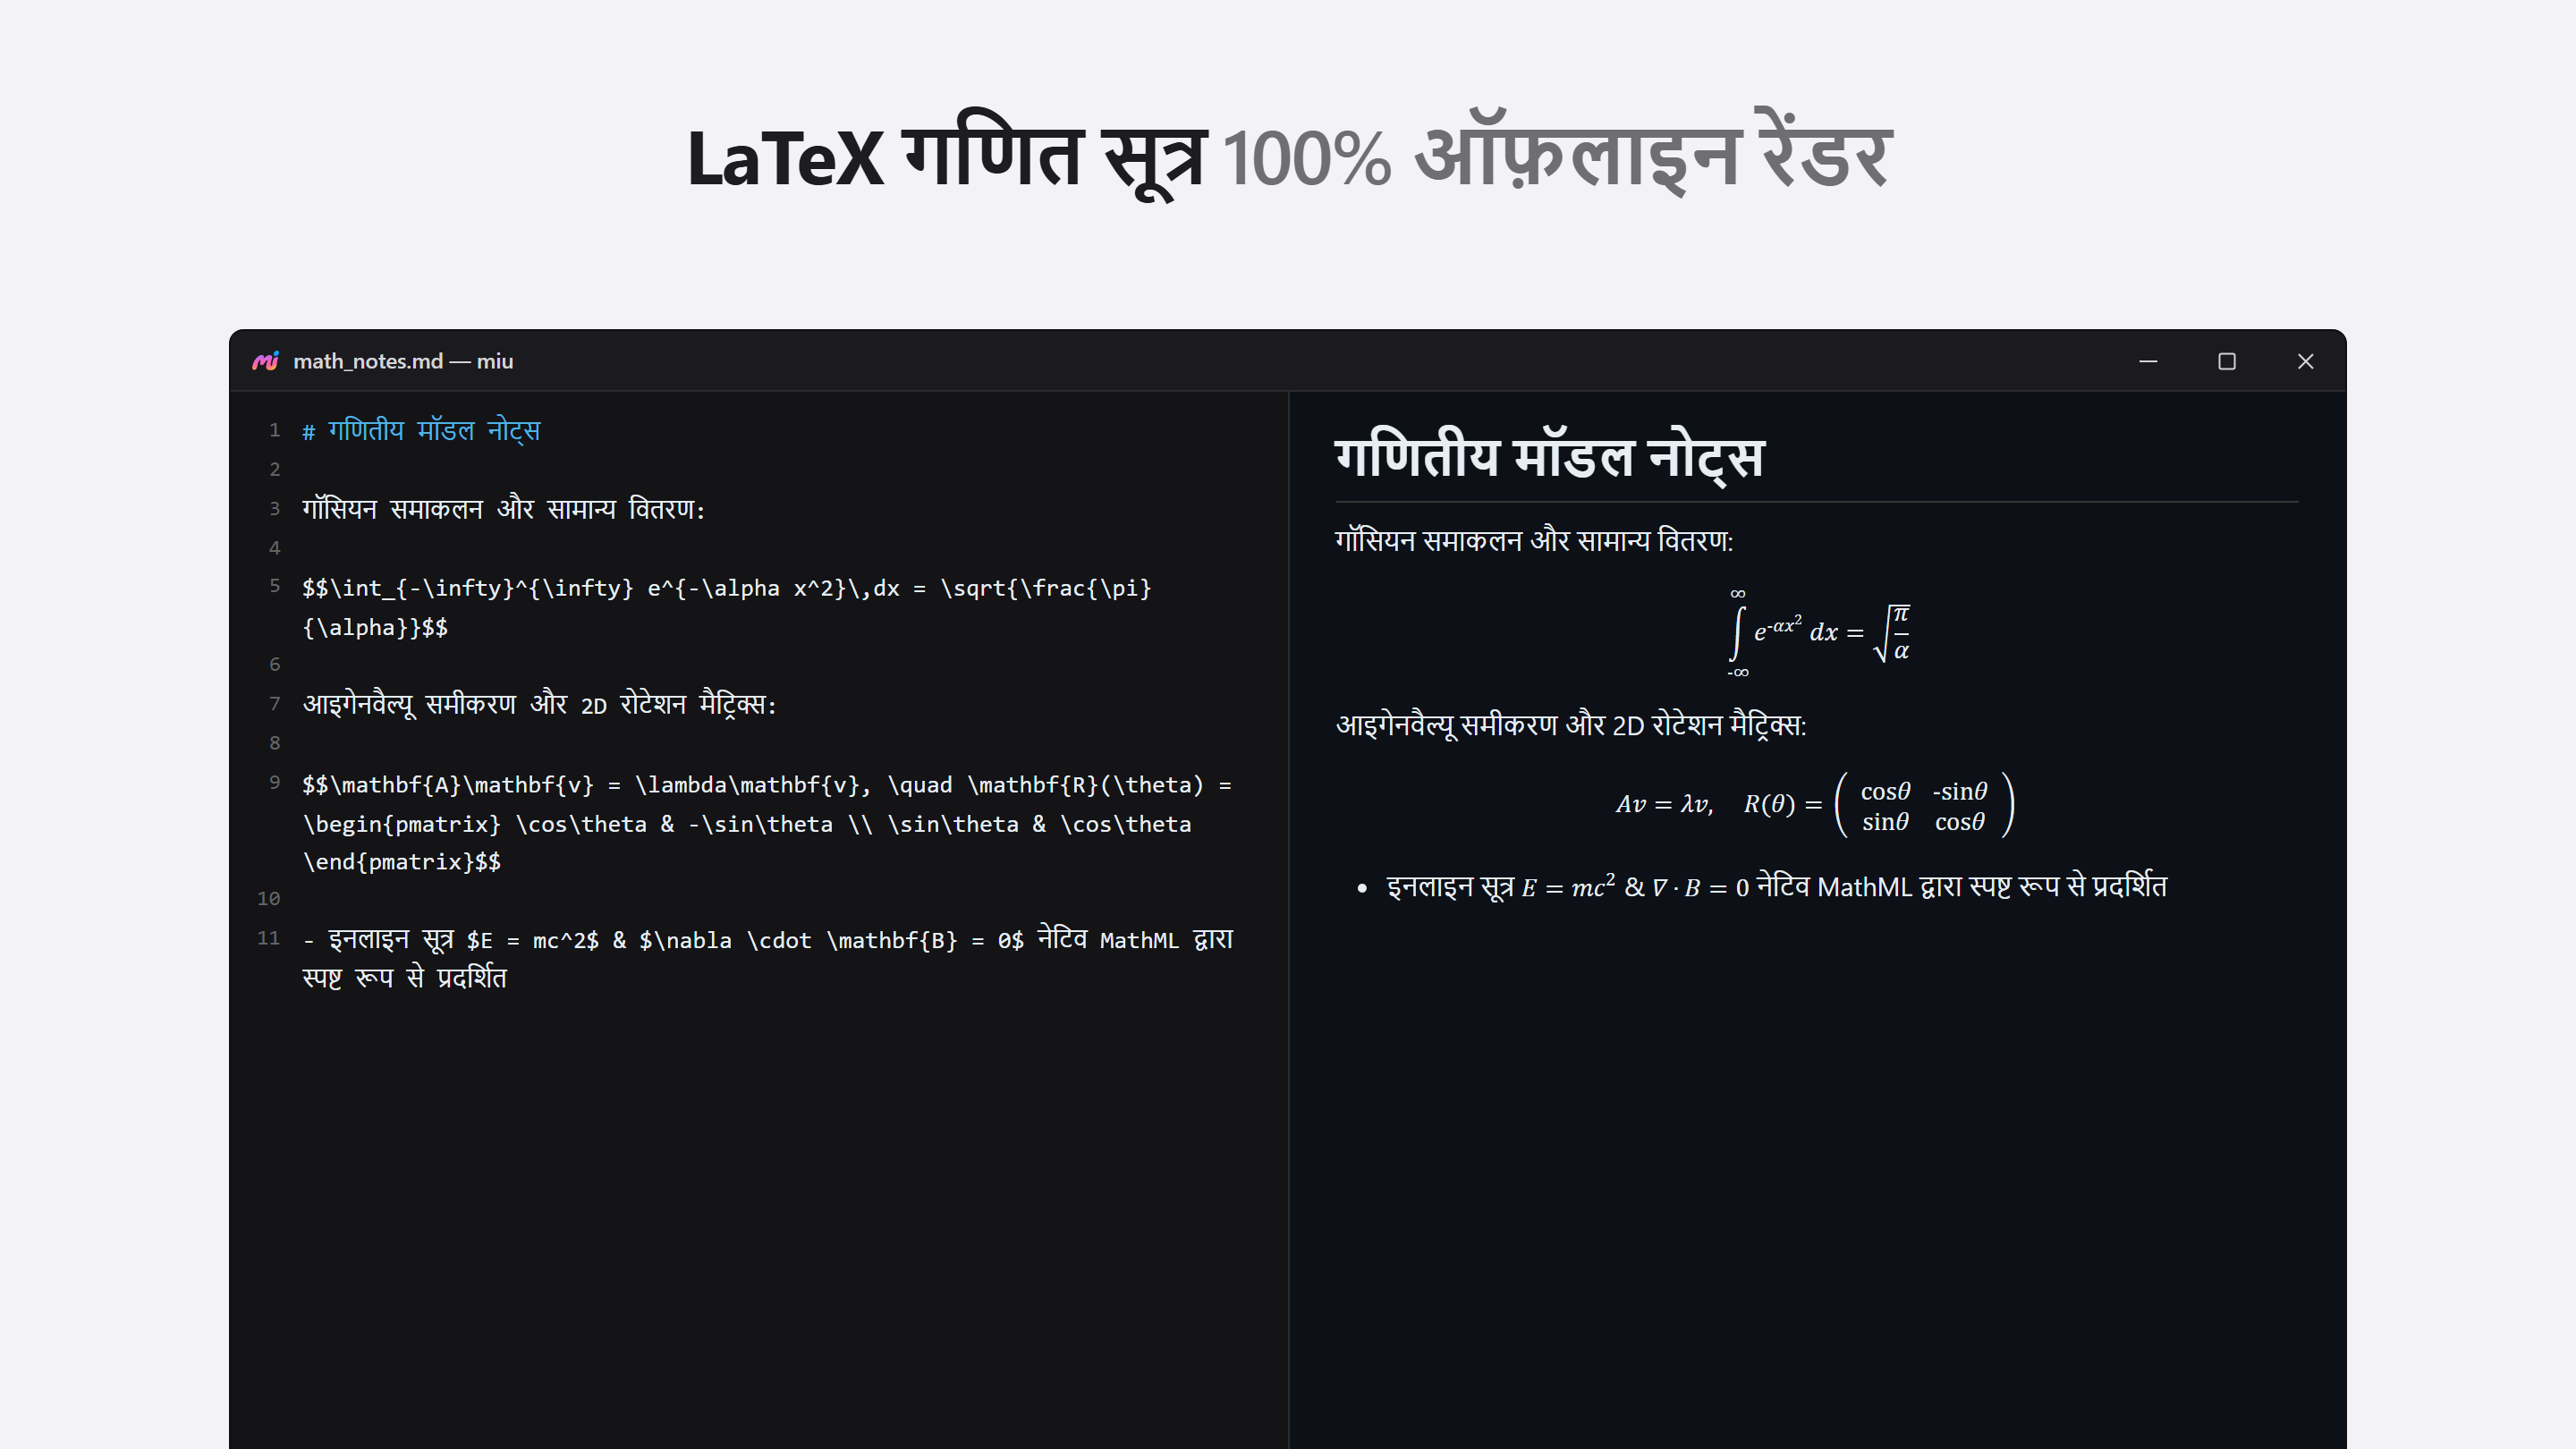 LaTeX गणित सूत्र 100% ऑफ़लाइन रेंडर
math_notes.md — miu
1 # गणितीय मॉडल नोट्स
2
3 गॉसियन समाकलन और सामान्य वितरण:
4
5 $$\int_{-\infty}^{\infty} e^{-\alpha x^2}\,dx = \sqrt{\frac{\pi}
{\alpha}}$$
6
7 आइगेनवैल्यू समीकरण और 2D रोटेशन मैट्रिक्स:
8
9 $$\mathbf{A}\mathbf{v} = \lambda\mathbf{v}, \quad \mathbf{R}(\theta) =
\begin{pmatrix} \cos\theta & -\sin\theta \\ \sin\theta & \cos\theta
\end{pmatrix}$$
10
11 - इनलाइन सूत्र $E = mc^2$ & $\nabla \cdot \mathbf{B} = 0$ नेटिव MathML द्वारा
स्पष्ट रूप से प्रदर्शित
गणितीय मॉडल नोट्स
गॉसियन समाकलन और सामान्य वितरण:
∫_{-∞}^{∞} e^{-αx²} dx = √(π/α)
आइगेनवैल्यू समीकरण और 2D रोटेशन मैट्रिक्स:
Av = λv, R(θ) = ( cosθ -sinθ
sinθ cosθ )
• इनलाइन सूत्र E = mc² & ∇ · B = 0 नेटिव MathML द्वारा स्पष्ट रूप से प्रदर्शित